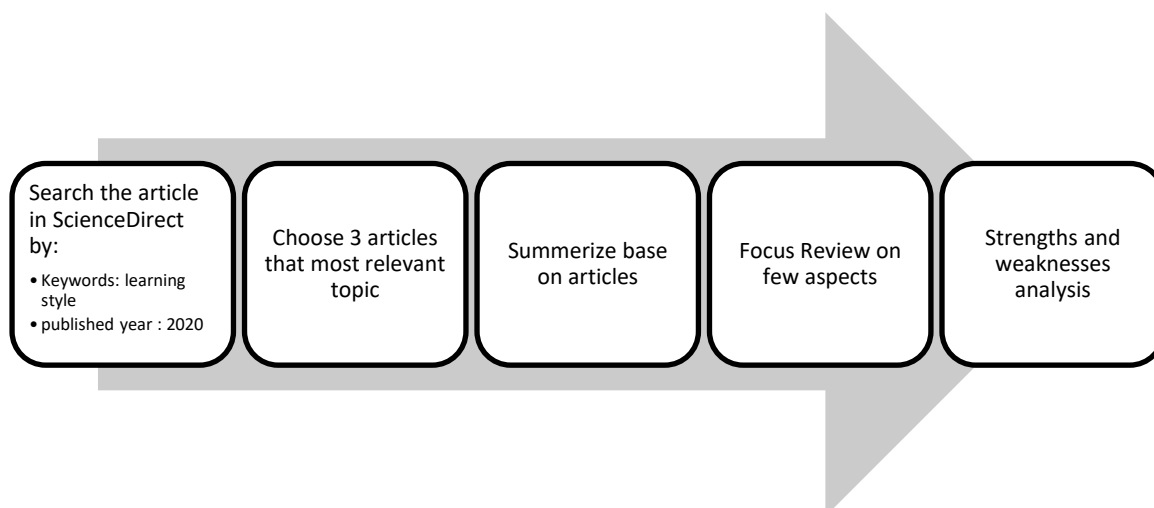 Search the article
in ScienceDirect
by:
• Keywords: learning
style
• published year : 2020
Choose 3 articles
that most relevant
topic
Summerize base
on articles
Focus Review on
few aspects
Strengths and
weaknesses
analysis